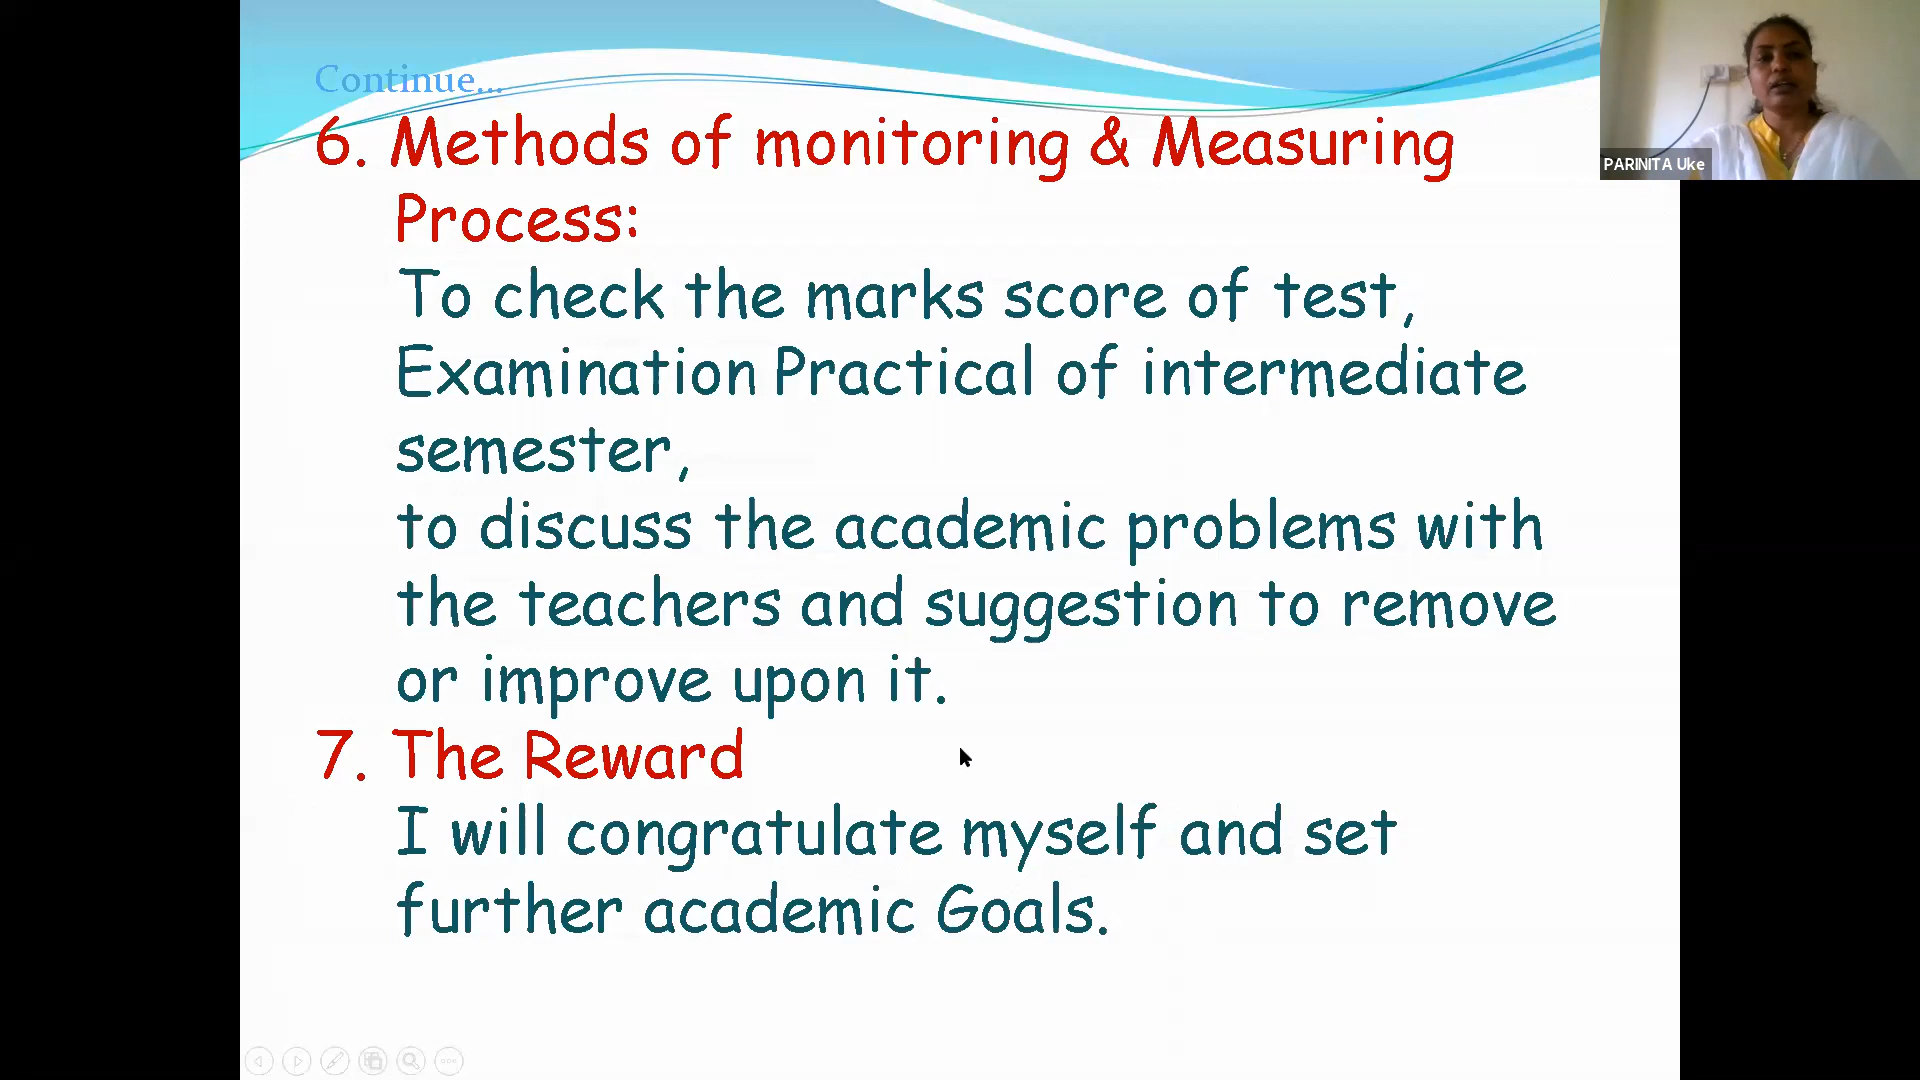 Continue...
6. Methods of monitoring & Measuring
Process:
To check the marks score of test,
Examination Practical of intermediate
semester,
to discuss the academic problems with
the teachers and suggestion to remove
or improve upon it.
7. The Reward
I will congratulate myself and set
further academic Goals.
PARINITA Uke